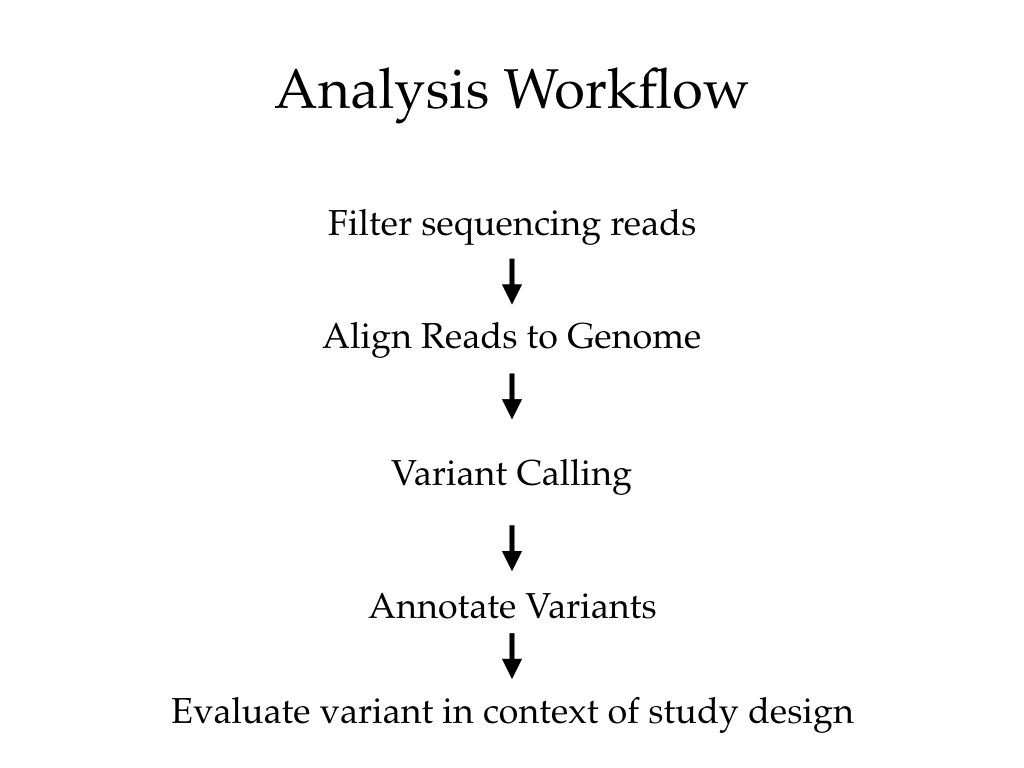 Analysis Workflow
Filter sequencing reads
Align Reads to Genome
Variant Calling
Annotate Variants
Evaluate variant in context of study design